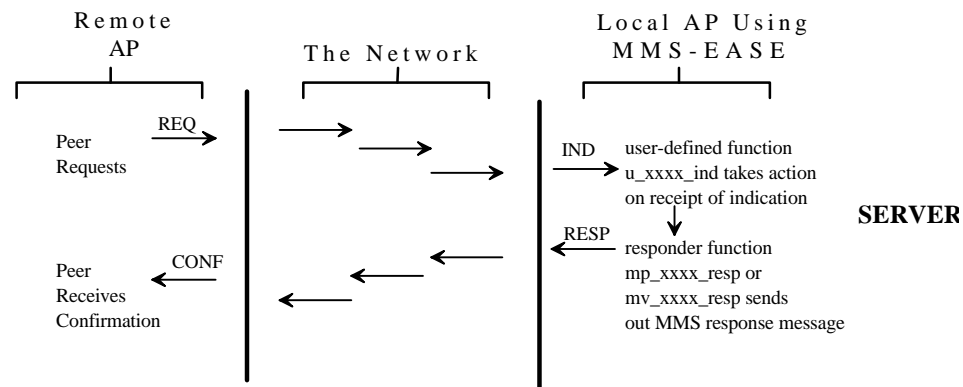 Remote
AP
The Network
Local AP Using
MMS-EASE
REQ
Peer
Requests
IND
user-defined function
u_xxxx_ind takes action
on receipt of indication
SERVER
RESP
responder function
mp_xxxx_resp or
mv_xxxx_resp sends
out MMS response message
CONF
Peer
Receives
Confirmation